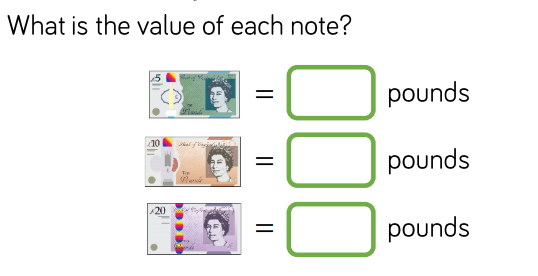 What is the value of each note?
£5
= pounds
£10
= pounds
£20
= pounds